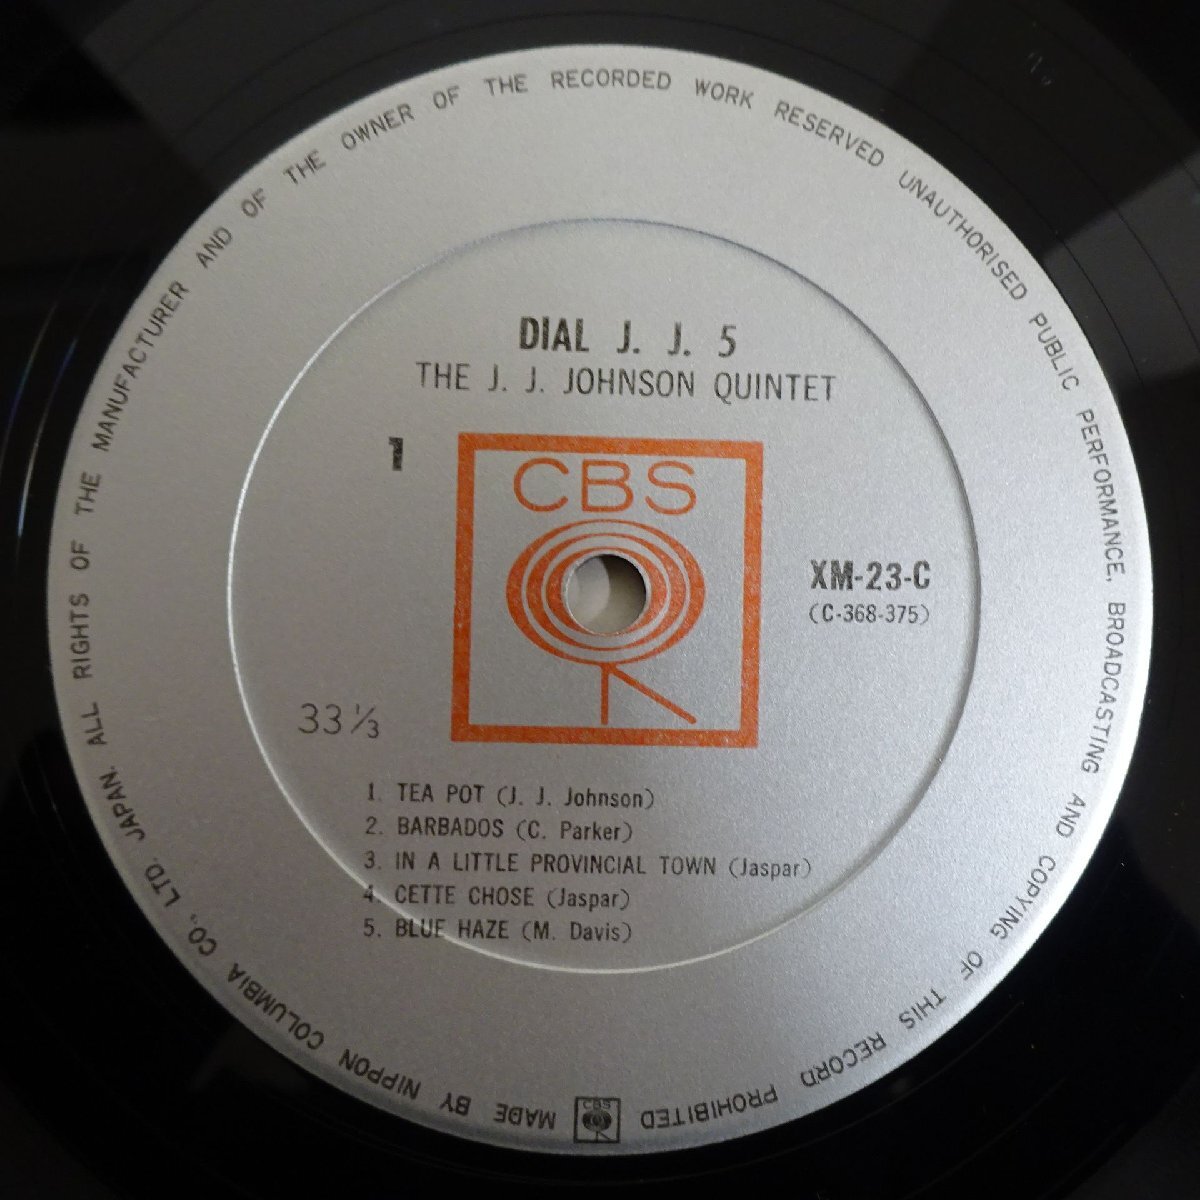 DIAL J. J. 5
THE J. J. JOHNSON QUINTET
1
CBS
XM-23-C
(C-368-375)
33 ⅓
1. TEA POT (J. J. Johnson)
2. BARBADOS (C. Parker)
3. IN A LITTLE PROVINCIAL TOWN (Jaspar)
4. CETTE CHOSE (Jaspar)
5. BLUE HAZE (M. Davis)
MADE BY NIPPON COLUMBIA CO., LTD. JAPAN. ALL RIGHTS OF THE MANUFACTURER AND OF THE OWNER OF THE RECORDED WORK RESERVED UNAUTHORISED PUBLIC PERFORMANCE, BROADCASTING AND COPYING OF THIS RECORD PROHIBITED
CBS